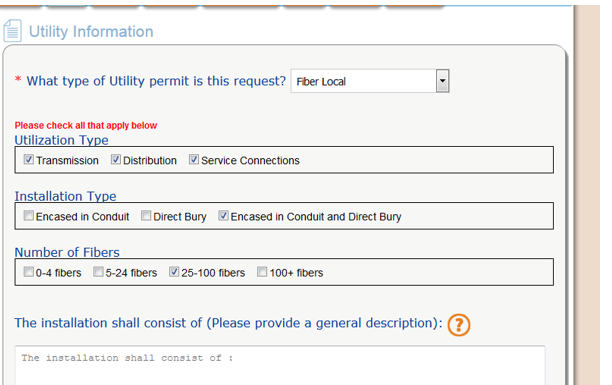 Utility Information
* What type of Utility permit is this request? Fiber Local
Please check all that apply below
Utilization Type
Transmission Distribution Service Connections
Installation Type
Encased in Conduit Direct Bury Encased in Conduit and Direct Bury
Number of Fibers
0-4 fibers 5-24 fibers 25-100 fibers 100+ fibers
The installation shall consist of (Please provide a general description): ?
The installation shall consist of :